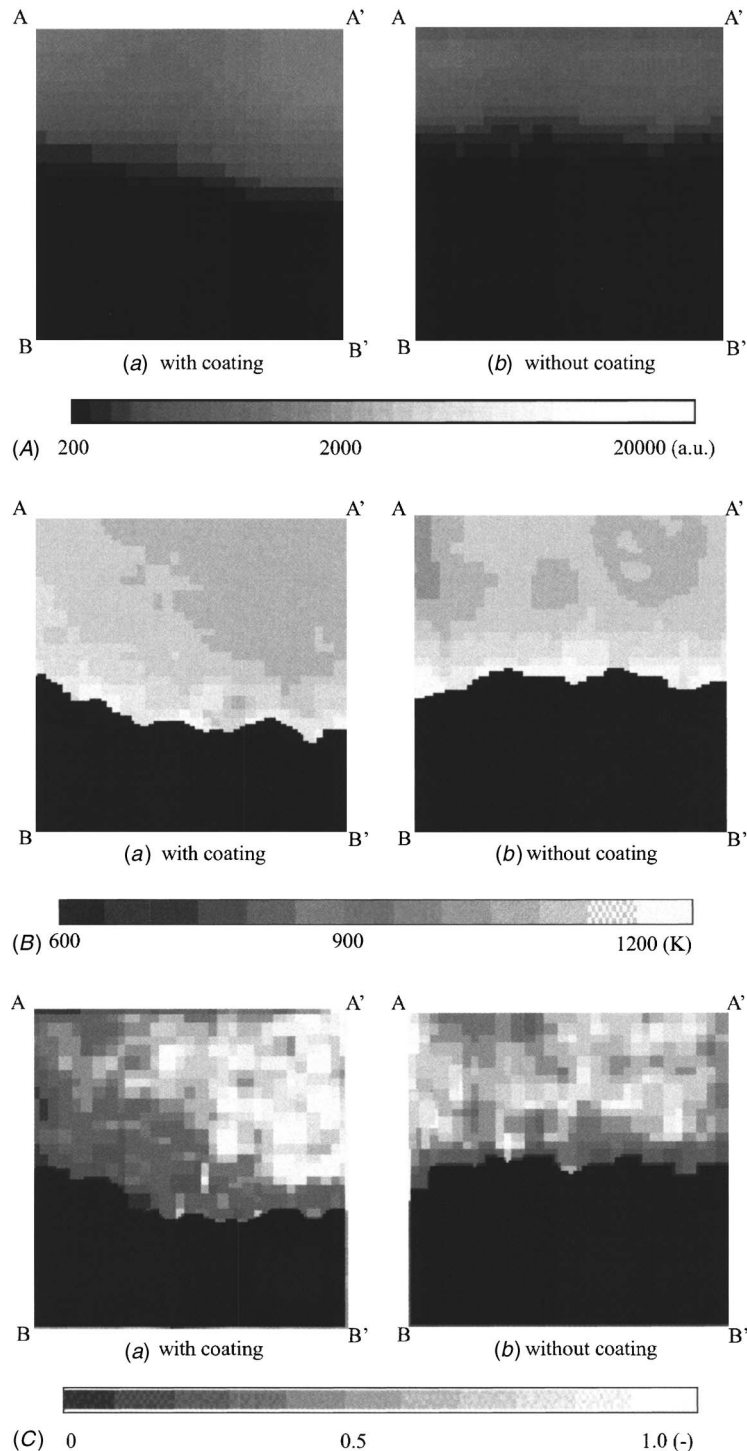 A A' A A'
B B' B B'
(a) with coating (b) without coating
(A) 200 2000 20000 (a.u.)
A A' A A'
B B' B B'
(a) with coating (b) without coating
(B) 600 900 1200 (K)
A A' A A'
B B' B B'
(a) with coating (b) without coating
(C) 0 0.5 1.0 (-)